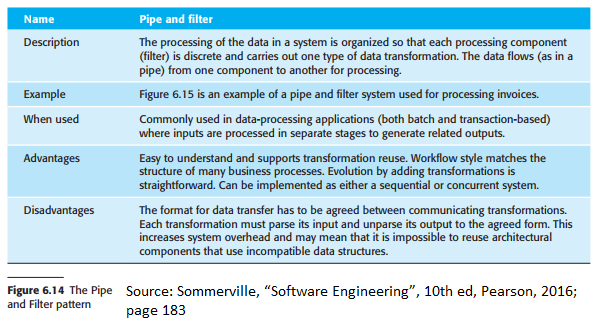 Name Pipe and filter
Description The processing of the data in a system is organized so that each processing component
(filter) is discrete and carries out one type of data transformation. The data flows (as in a
pipe) from one component to another for processing.
Example Figure 6.15 is an example of a pipe and filter system used for processing invoices.
When used Commonly used in data-processing applications (both batch and transaction-based)
where inputs are processed in separate stages to generate related outputs.
Advantages Easy to understand and supports transformation reuse. Workflow style matches the
structure of many business processes. Evolution by adding transformations is
straightforward. Can be implemented as either a sequential or concurrent system.
Disadvantages The format for data transfer has to be agreed between communicating transformations.
Each transformation must parse its input and unparse its output to the agreed form. This
increases system overhead and may mean that it is impossible to reuse architectural
components that use incompatible data structures.
Figure 6.14 The Pipe
and Filter pattern
Source: Sommerville, “Software Engineering”, 10th ed, Pearson, 2016;
page 183